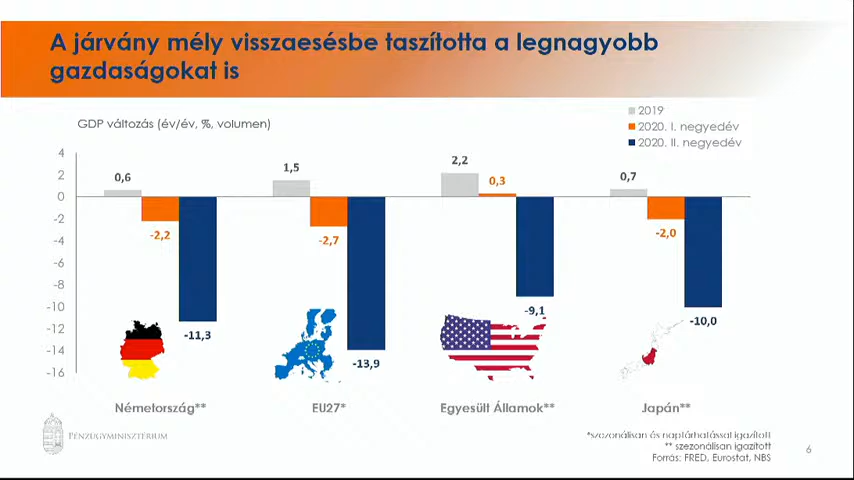 A járvány mély visszaesésbe taszította a legnagyobb
gazdaságokat is
GDP változás (év/év, %, volumen)
2019
2020. I. negyedév
2020. II. negyedév
4
2
0
-2
-4
-6
-8
-10
-12
-14
-16
0,6
-2,2
-11,3
1,5
-2,7
-13,9
2,2
0,3
-9,1
0,7
-2,0
-10,0
Németország**
EU27*
Egyesült Államok**
Japán**
PÉNZÜGYMINISZTÉRIUM
*szezonálisan és naptárhatással igazított
** szezonálisan igazított
Forrás: FRED, Eurostat, NBS
6